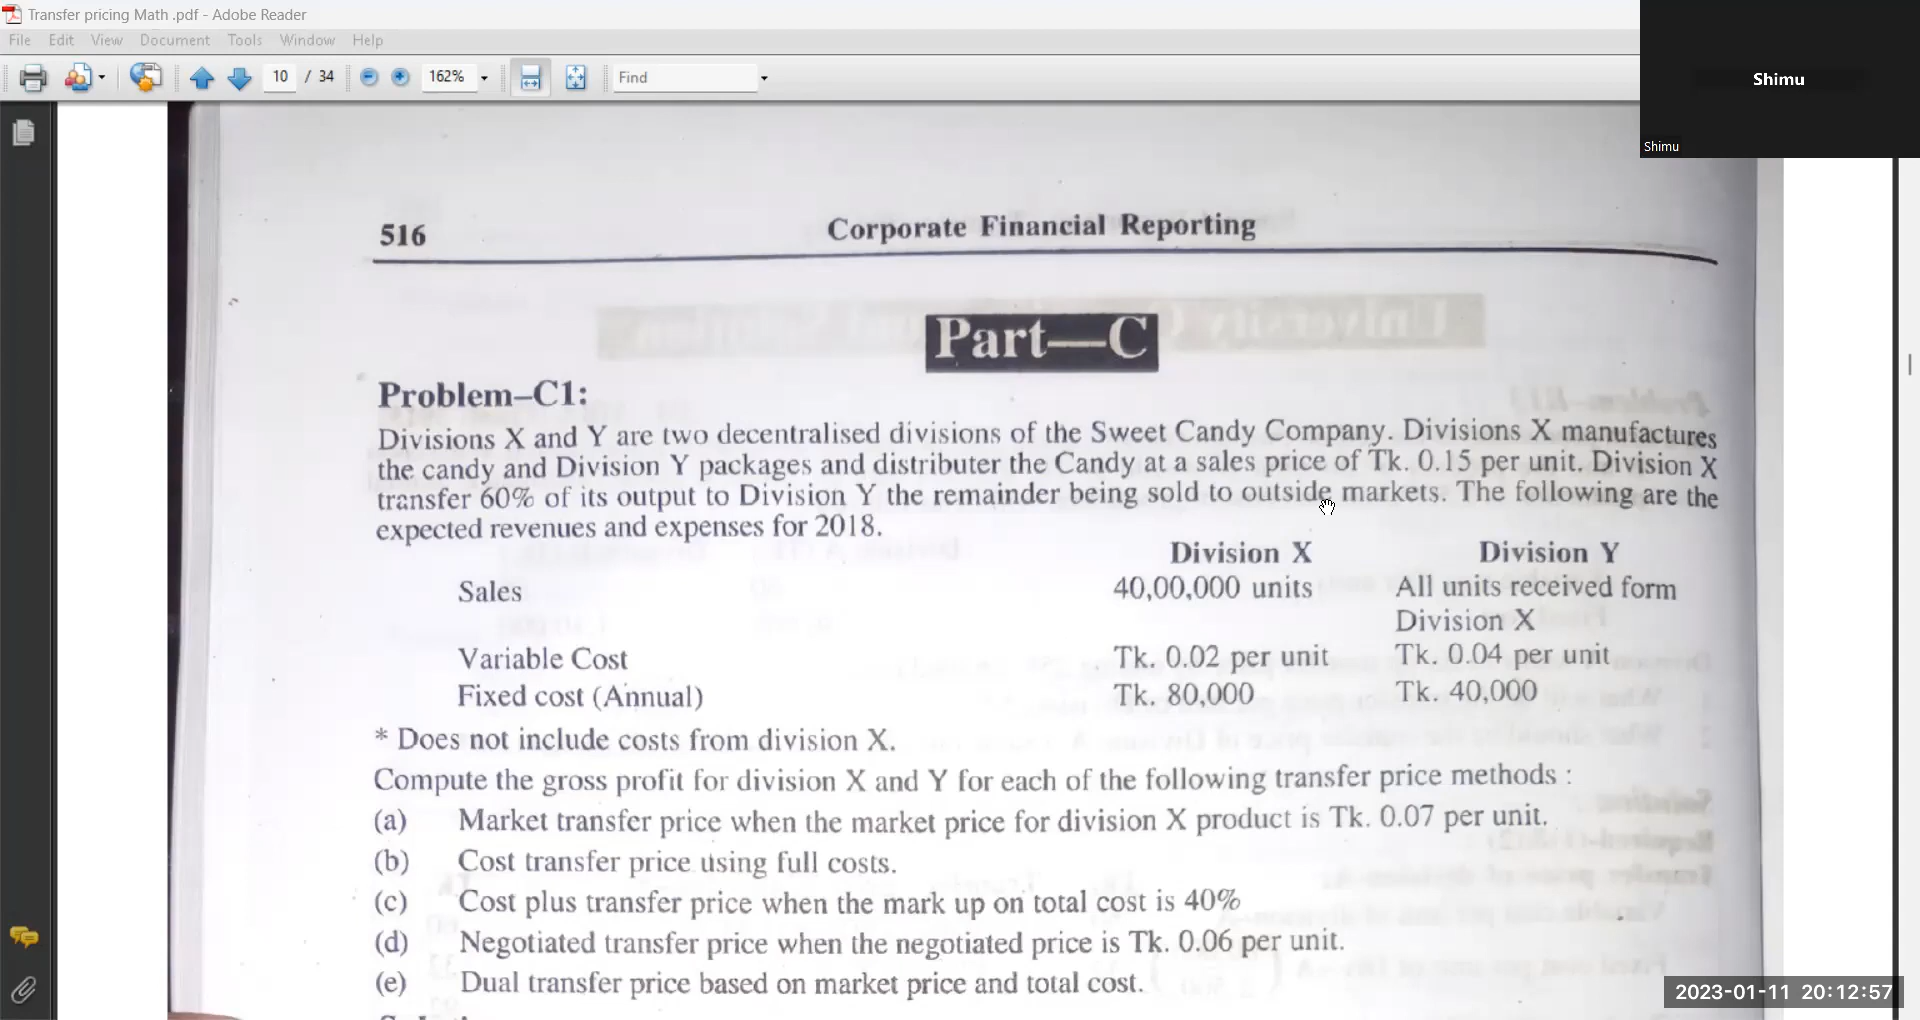 Transfer pricing Math .pdf - Adobe Reader
File Edit View Document Tools Window Help
10 / 34 162% Find
Shimu
Shimu
516 Corporate Financial Reporting
Part—C
Problem–C1:
Divisions X and Y are two decentralised divisions of the Sweet Candy Company. Divisions X manufactures
the candy and Division Y packages and distributer the Candy at a sales price of Tk. 0.15 per unit. Division X
transfer 60% of its output to Division Y the remainder being sold to outside markets. The following are the
expected revenues and expenses for 2018.
Division X Division Y
Sales 40,00,000 units All units received form
Division X
Variable Cost Tk. 0.02 per unit Tk. 0.04 per unit
Fixed cost (Annual) Tk. 80,000 Tk. 40,000
* Does not include costs from division X.
Compute the gross profit for division X and Y for each of the following transfer price methods :
(a) Market transfer price when the market price for division X product is Tk. 0.07 per unit.
(b) Cost transfer price using full costs.
(c) Cost plus transfer price when the mark up on total cost is 40%
(d) Negotiated transfer price when the negotiated price is Tk. 0.06 per unit.
(e) Dual transfer price based on market price and total cost.
2023-01-11 20:12:57